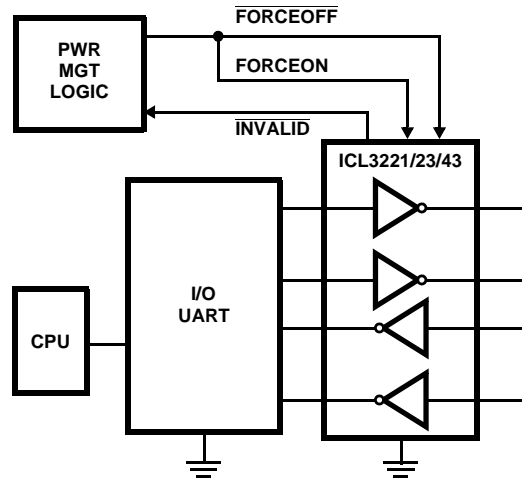 FORCEOFF
PWR
MGT
LOGIC
FORCEON
INVALID
ICL3221/23/43
I/O
UART
CPU